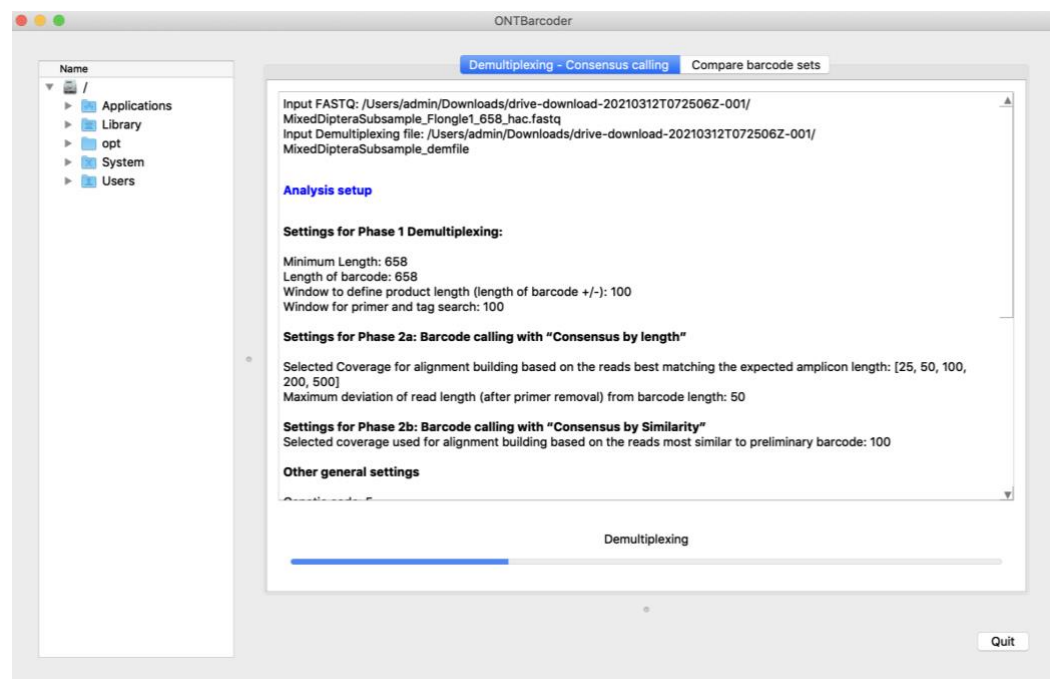 ONTBarcoder
Name
/
Applications
Library
opt
System
Users
Demultiplexing - Consensus calling
Compare barcode sets
Input FASTQ: /Users/admin/Downloads/drive-download-20210312T072506Z-001/
MixedDipteraSubsample_Flongle1_658_hac.fastq
Input Demultiplexing file: /Users/admin/Downloads/drive-download-20210312T072506Z-001/
MixedDipteraSubsample_demfile
Analysis setup
Settings for Phase 1 Demultiplexing:
Minimum Length: 658
Length of barcode: 658
Window to define product length (length of barcode +/-): 100
Window for primer and tag search: 100
Settings for Phase 2a: Barcode calling with “Consensus by length”
Selected Coverage for alignment building based on the reads best matching the expected amplicon length: [25, 50, 100,
200, 500]
Maximum deviation of read length (after primer removal) from barcode length: 50
Settings for Phase 2b: Barcode calling with “Consensus by Similarity”
Selected coverage used for alignment building based on the reads most similar to preliminary barcode: 100
Other general settings
Demultiplexing
Quit